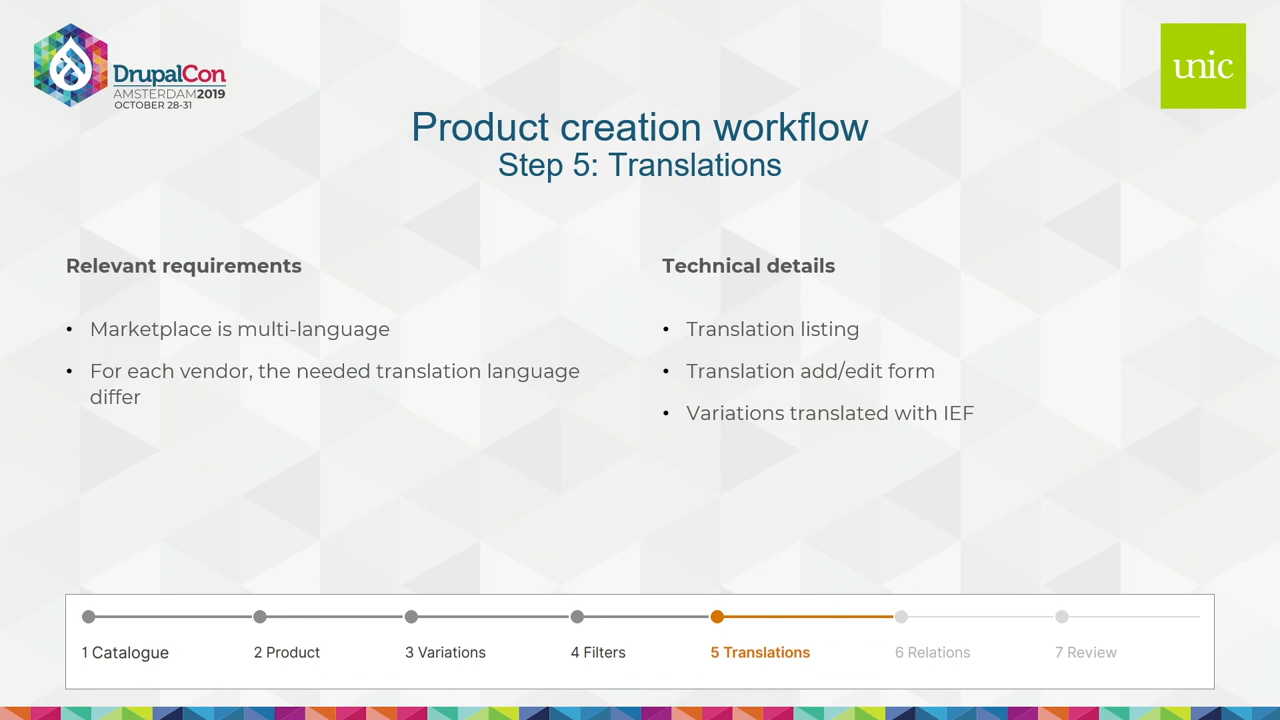 DrupalCon
AMSTERDAM2019
OCTOBER 28-31
unic
Product creation workflow
Step 5: Translations
Relevant requirements
• Marketplace is multi-language
• For each vendor, the needed translation language
differ
Technical details
• Translation listing
• Translation add/edit form
• Variations translated with IEF
1 Catalogue
2 Product
3 Variations
4 Filters
5 Translations
6 Relations
7 Review